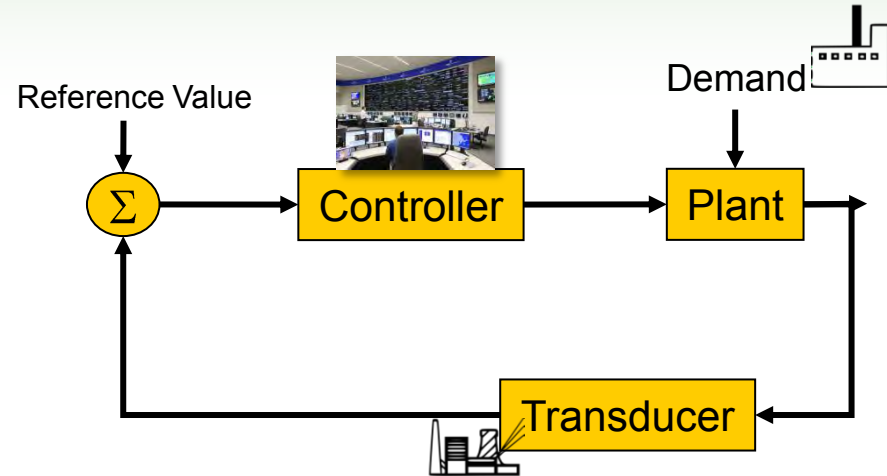 Demand
Reference Value
Σ
Controller
Plant
Transducer